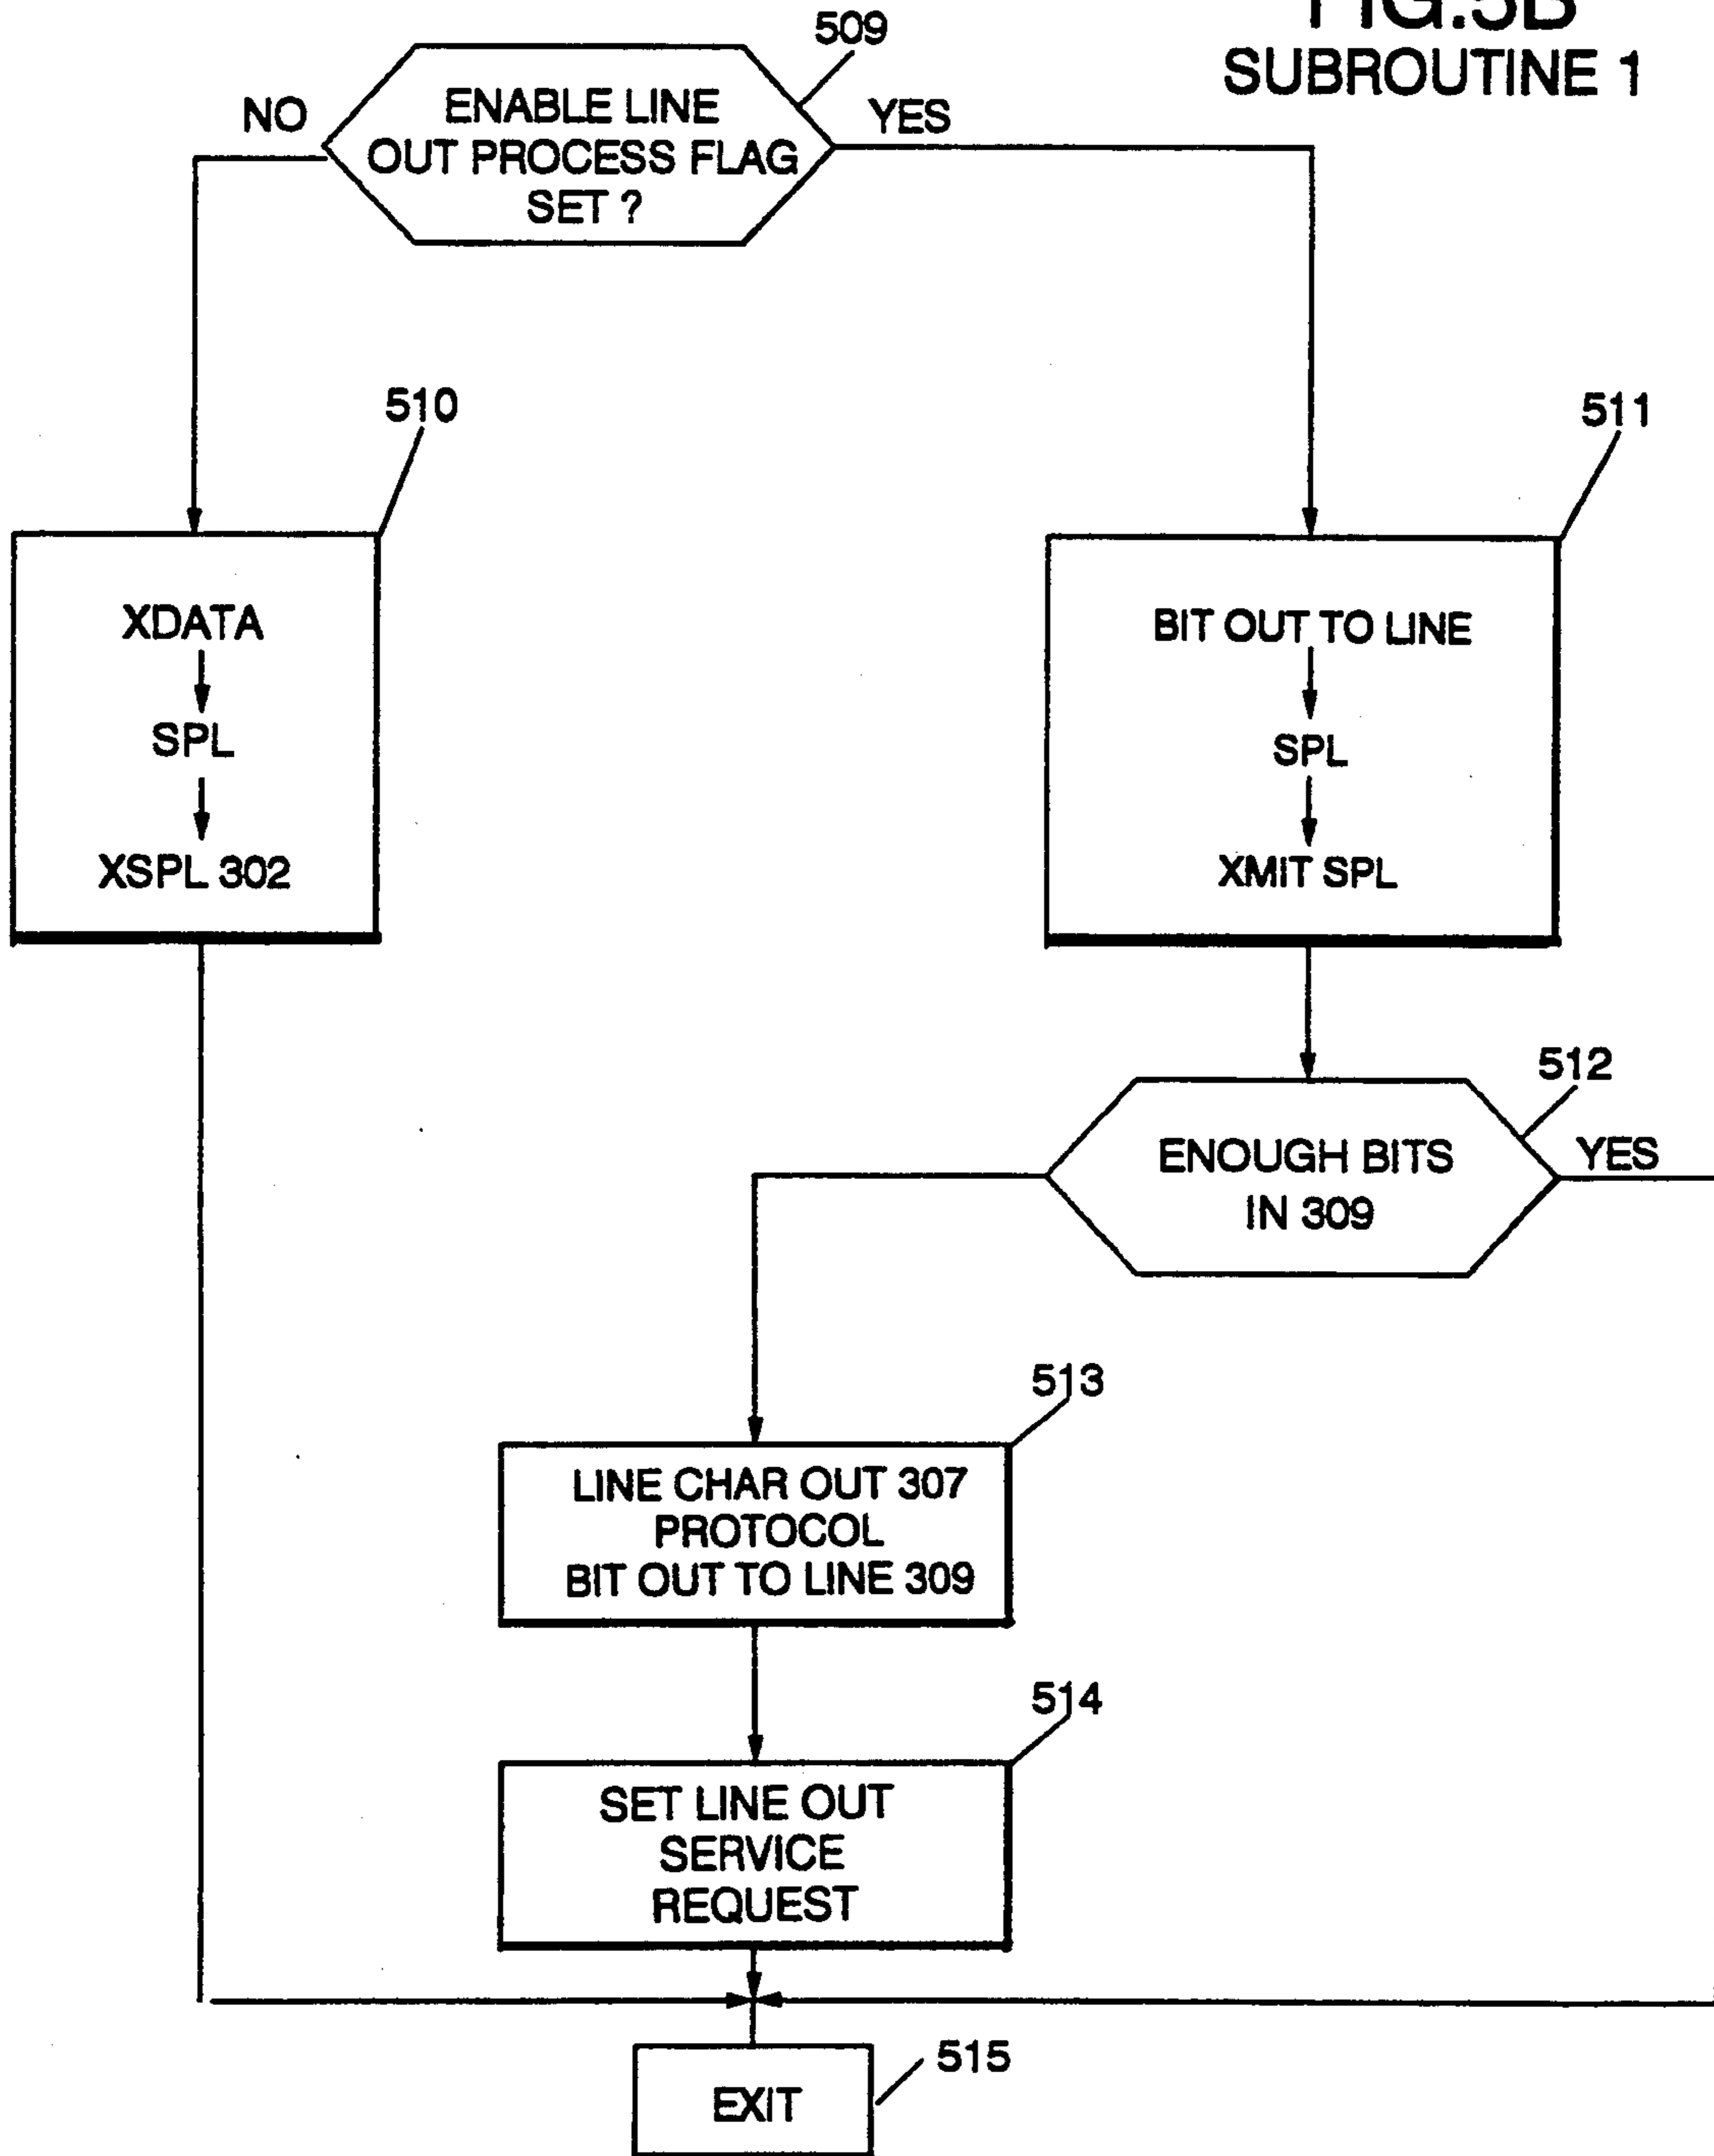 FIG.5B
SUBROUTINE 1
509
NO
ENABLE LINE
OUT PROCESS FLAG
SET ?
YES
510
511
XDATA
SPL
XSPL 302
BIT OUT TO LINE
SPL
XMIT SPL
512
ENOUGH BITS
IN 309
YES
513
LINE CHAR OUT 307
PROTOCOL
BIT OUT TO LINE 309
514
SET LINE OUT
SERVICE
REQUEST
515
EXIT